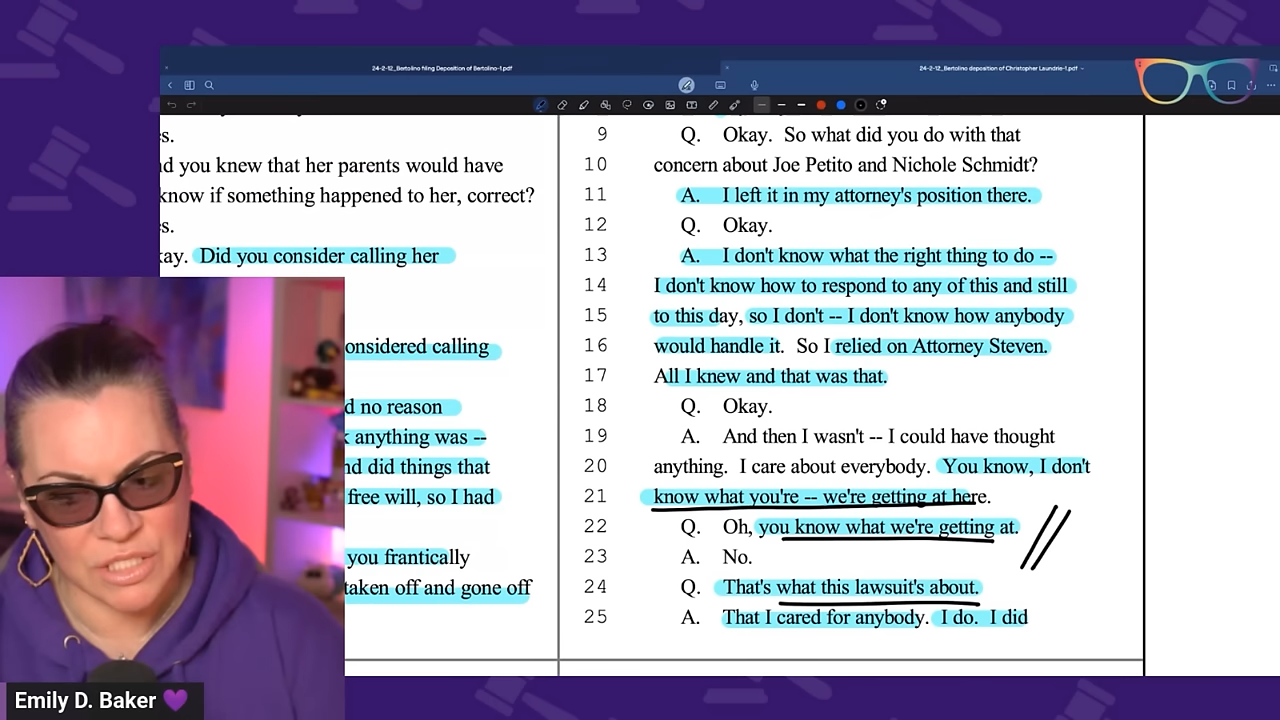 24-2-12_Bertolino filing Deposition of Bertolino-1.pdf
24-2-12_Bertolino deposition of Christopher Laundrie-1.pdf
s.
d you knew that her parents would have
know if something happened to her, correct?
s.
ay. Did you consider calling her
onsidered calling
d no reason
anything was --
nd did things that
free will, so I had
you frantically
taken off and gone off
9 Q. Okay. So what did you do with that
10 concern about Joe Petito and Nichole Schmidt?
11 A. I left it in my attorney's position there.
12 Q. Okay.
13 A. I don't know what the right thing to do --
14 I don't know how to respond to any of this and still
15 to this day, so I don't -- I don't know how anybody
16 would handle it. So I relied on Attorney Steven.
17 All I knew and that was that.
18 Q. Okay.
19 A. And then I wasn't -- I could have thought
20 anything. I care about everybody. You know, I don't
21 know what you're -- we're getting at here.
22 Q. Oh, you know what we're getting at.
23 A. No.
24 Q. That's what this lawsuit's about.
25 A. That I cared for anybody. I do. I did
Emily D. Baker 💜